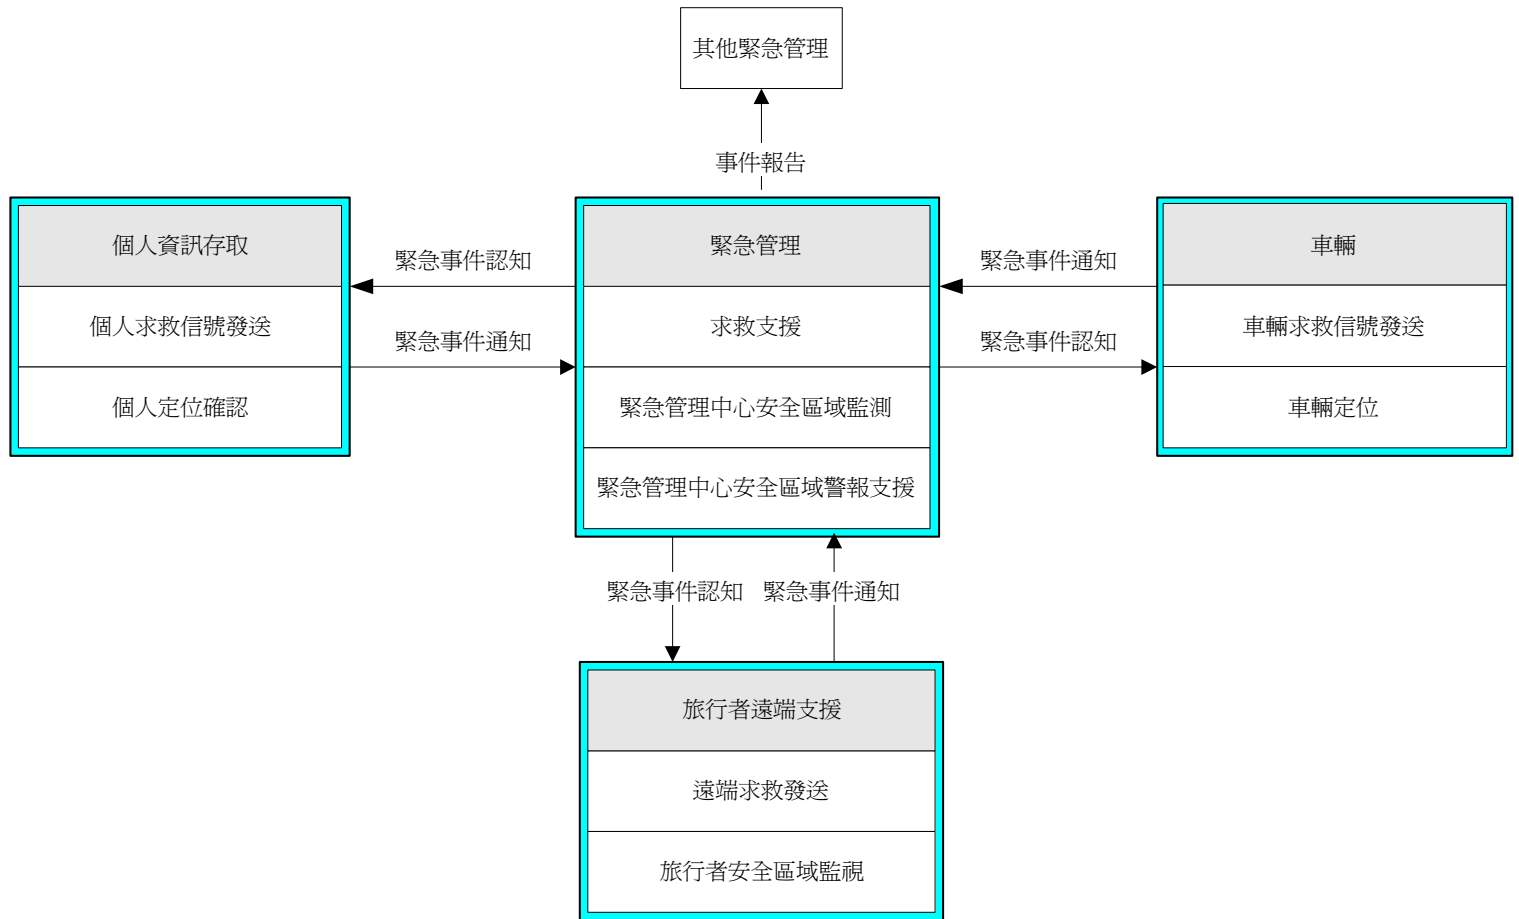 其他緊急管理
事件報告
個人資訊存取
個人求救信號發送
個人定位確認
緊急事件認知
緊急事件通知
緊急管理
求救支援
緊急管理中心安全區域監測
緊急管理中心安全區域警報支援
緊急事件通知
緊急事件認知
車輛
車輛求救信號發送
車輛定位
緊急事件認知
緊急事件通知
旅行者遠端支援
遠端求救發送
旅行者安全區域監視